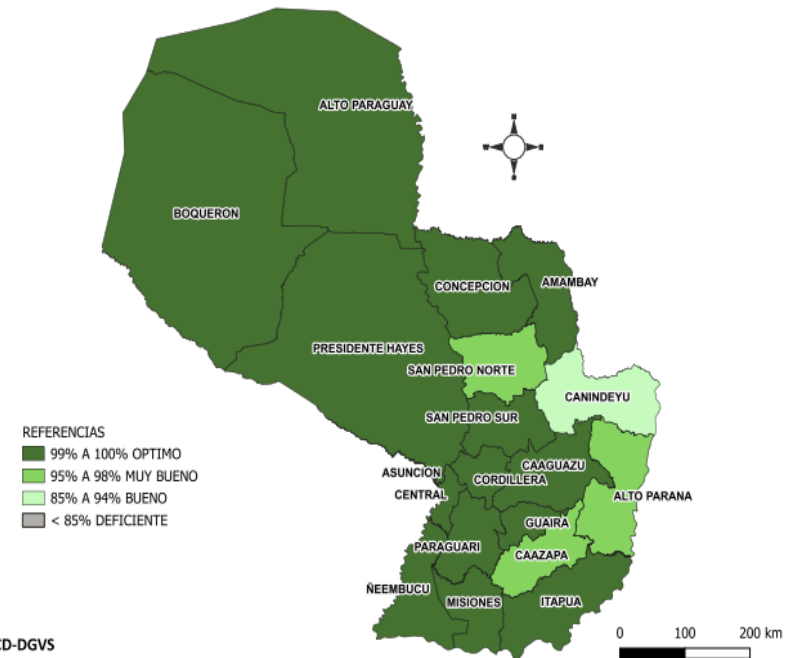 ALTO PARAGUAY
N
W
E
S
BOQUERON
CONCEPCION
AMAMBAY
PRESIDENTE HAYES
SAN PEDRO NORTE
CANINDEYU
SAN PEDRO SUR
REFERENCIAS
99% A 100% OPTIMO
95% A 98% MUY BUENO
85% A 94% BUENO
< 85% DEFICIENTE
CAAGUAZU
ASUNCION
CORDILLERA
CENTRAL
ALTO PARANA
GUAIRA
PARAGUARI
CAAZAPA
ÑEEMBUCU
MISIONES
ITAPUA
0 100 200 km
CD-DGVS